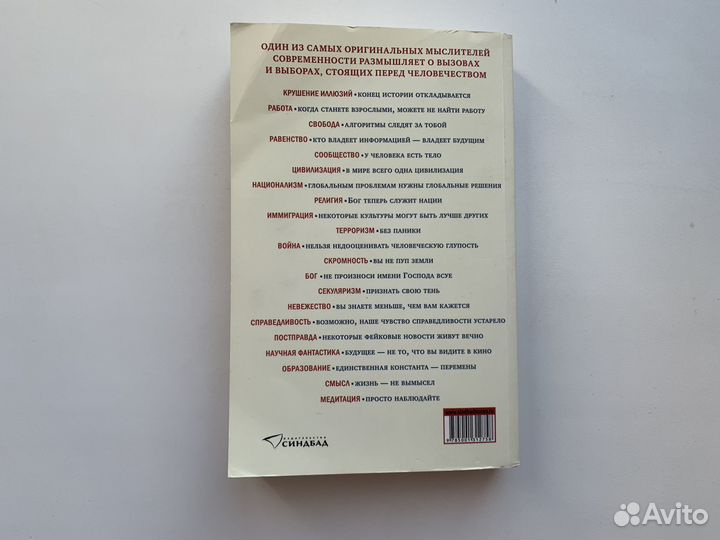 ОДИН ИЗ САМЫХ ОРИГИНАЛЬНЫХ МЫСЛИТЕЛЕЙ
СОВРЕМЕННОСТИ РАЗМЫШЛЯЕТ О ВЫЗОВАХ
И ВЫБОРАХ, СТОЯЩИХ ПЕРЕД ЧЕЛОВЕЧЕСТВОМ
КРУШЕНИЕ ИЛЛЮЗИЙ • КОНЕЦ ИСТОРИИ ОТКЛАДЫВАЕТСЯ
РАБОТА • КОГДА СТАНЕТЕ ВЗРОСЛЫМИ, МОЖЕТЕ НЕ НАЙТИ РАБОТУ
СВОБОДА • АЛГОРИТМЫ СЛЕДЯТ ЗА ТОБОЙ
РАВЕНСТВО • КТО ВЛАДЕЕТ ИНФОРМАЦИЕЙ — ВЛАДЕЕТ БУДУЩИМ
СООБЩЕСТВО • У ЧЕЛОВЕКА ЕСТЬ ТЕЛО
ЦИВИЛИЗАЦИЯ • В МИРЕ ВСЕГО ОДНА ЦИВИЛИЗАЦИЯ
НАЦИОНАЛИЗМ • ГЛОБАЛЬНЫМ ПРОБЛЕМАМ НУЖНЫ ГЛОБАЛЬНЫЕ РЕШЕНИЯ
РЕЛИГИЯ • БОГ ТЕПЕРЬ СЛУЖИТ НАЦИИ
ИММИГРАЦИЯ • НЕКОТОРЫЕ КУЛЬТУРЫ МОГУТ БЫТЬ ЛУЧШЕ ДРУГИХ
ТЕРРОРИЗМ • БЕЗ ПАНИКИ
ВОЙНА • НЕЛЬЗЯ НЕДООЦЕНИВАТЬ ЧЕЛОВЕЧЕСКУЮ ГЛУПОСТЬ
СКРОМНОСТЬ • ВЫ НЕ ПУП ЗЕМЛИ
БОГ • НЕ ПРОИЗНОСИ ИМЕНИ ГОСПОДА ВСУЕ
СЕКУЛЯРИЗМ • ПРИЗНАТЬ СВОЮ ТЕНЬ
НЕВЕЖЕСТВО • ВЫ ЗНАЕТЕ МЕНЬШЕ, ЧЕМ ВАМ КАЖЕТСЯ
СПРАВЕДЛИВОСТЬ • ВОЗМОЖНО, НАШЕ ЧУВСТВО СПРАВЕДЛИВОСТИ УСТАРЕЛО
ПОСТПРАВДА • НЕКОТОРЫЕ ФЕЙКОВЫЕ НОВОСТИ ЖИВУТ ВЕЧНО
НАУЧНАЯ ФАНТАСТИКА • БУДУЩЕЕ — НЕ ТО, ЧТО ВЫ ВИДИТЕ В КИНО
ОБРАЗОВАНИЕ • ЕДИНСТВЕННАЯ КОНСТАНТА — ПЕРЕМЕНЫ
СМЫСЛ • ЖИЗНЬ — НЕ ВЫМЫСЕЛ
МЕДИТАЦИЯ • ПРОСТО НАБЛЮДАЙТЕ
ИЗДАТЕЛЬСТВО
СИНДБАД
Avito